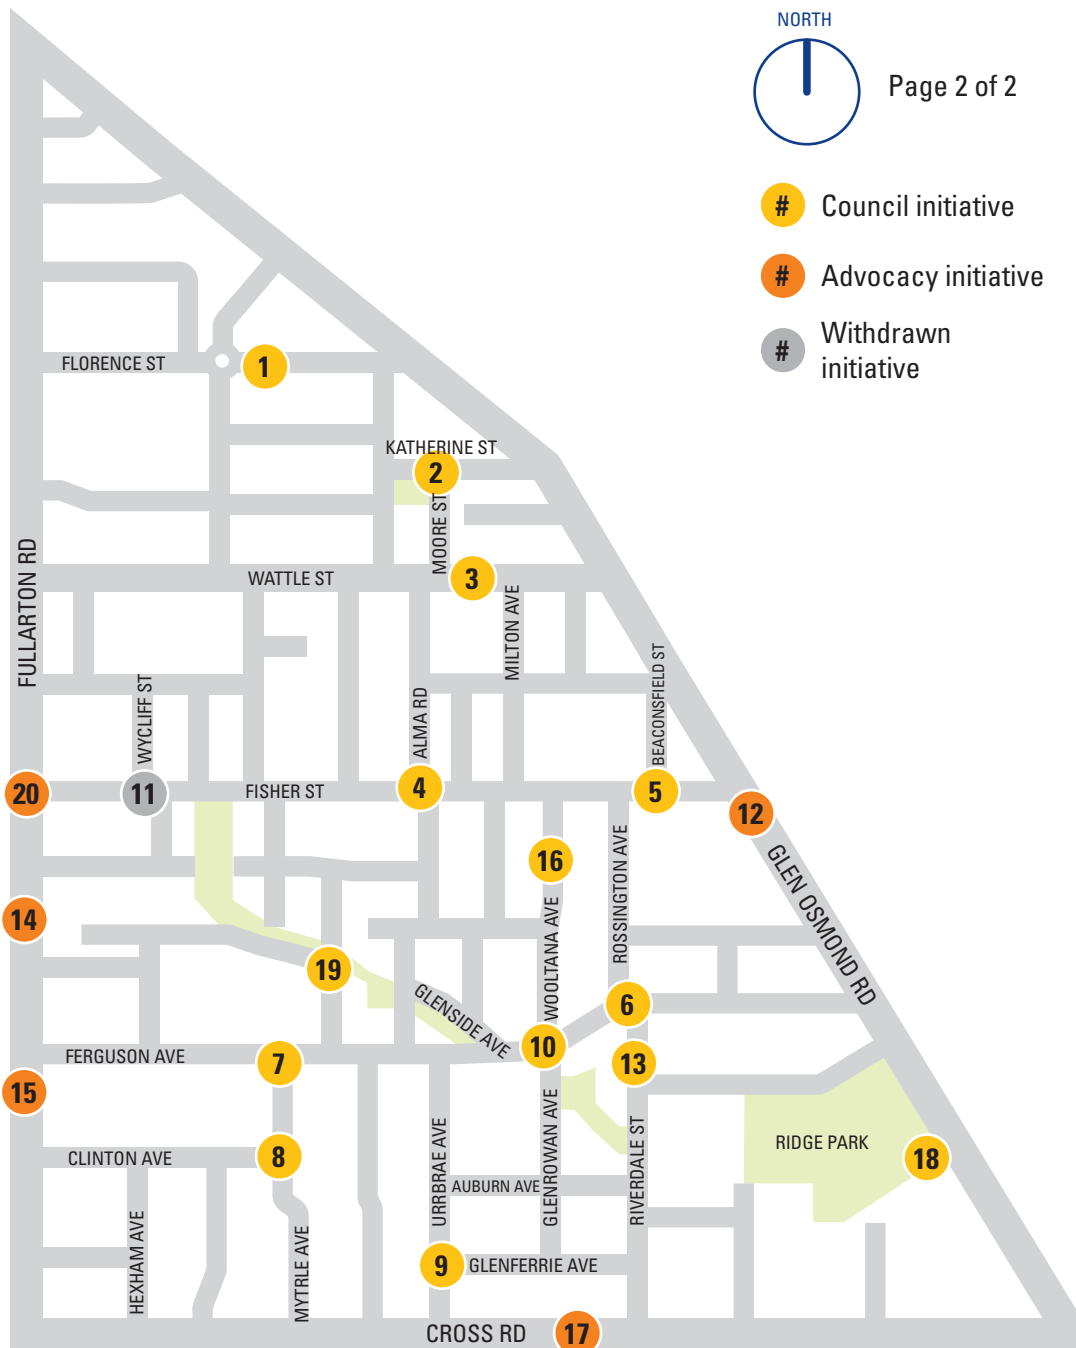 NORTH
Page 2 of 2
# Council initiative
# Advocacy initiative
# Withdrawn
initiative
FLORENCE ST
1
KATHERINE ST
2
MOORE ST
FULLARTON RD
WATTLE ST
3
MILTON AVE
WYCLIFF ST
ALMA RD
BEACONSFIELD ST
20
11
FISHER ST
4
5
12
16
ROSSINGTON AVE
GLEN OSMOND RD
14
WOOLTANA AVE
19
GLENSIDE AVE
6
FERGUSON AVE
7
10
13
15
CLINTON AVE
8
URRBRAE AVE
GLENROWAN AVE
RIVERDALE ST
RIDGE PARK
18
AUBURN AVE
HEXHAM AVE
MYTRLE AVE
9
GLENFERRIE AVE
CROSS RD
17